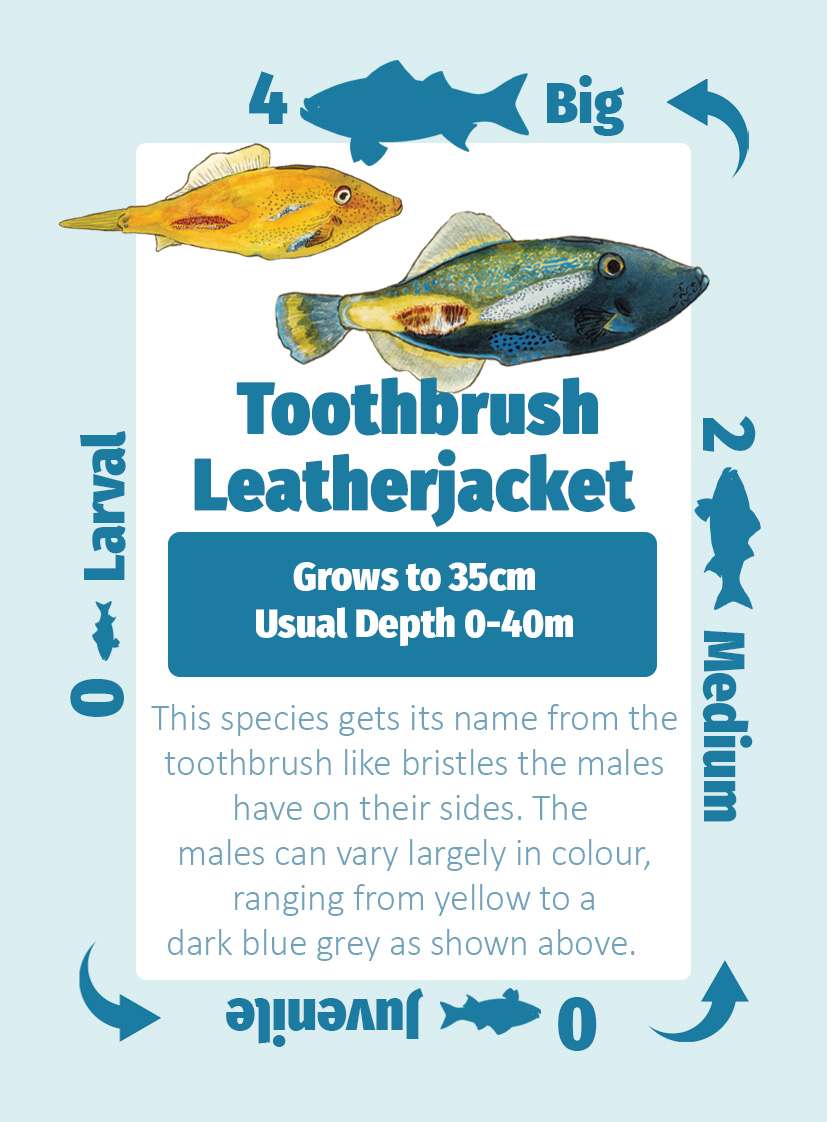 4 Big
Toothbrush
Leatherjacket
Grows to 35cm
Usual Depth 0-40m
This species gets its name from the
toothbrush like bristles the males
have on their sides. The
males can vary largely in colour,
ranging from yellow to a
dark blue grey as shown above.
0 Larval
2 Medium
0 Juvenile